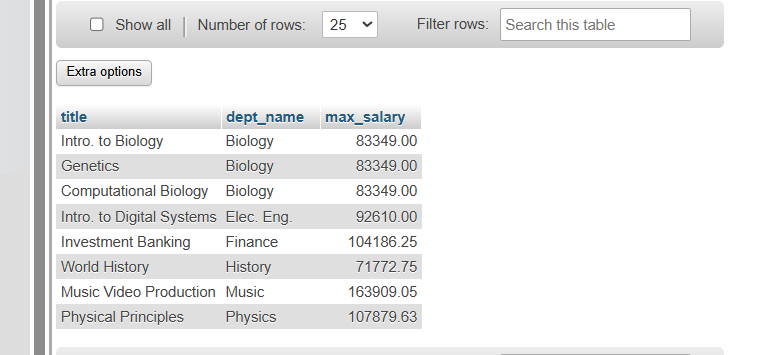 Show all Number of rows: 25 Filter rows: Search this table
Extra options
title dept_name max_salary
Intro. to Biology Biology 83349.00
Genetics Biology 83349.00
Computational Biology Biology 83349.00
Intro. to Digital Systems Elec. Eng. 92610.00
Investment Banking Finance 104186.25
World History History 71772.75
Music Video Production Music 163909.05
Physical Principles Physics 107879.63